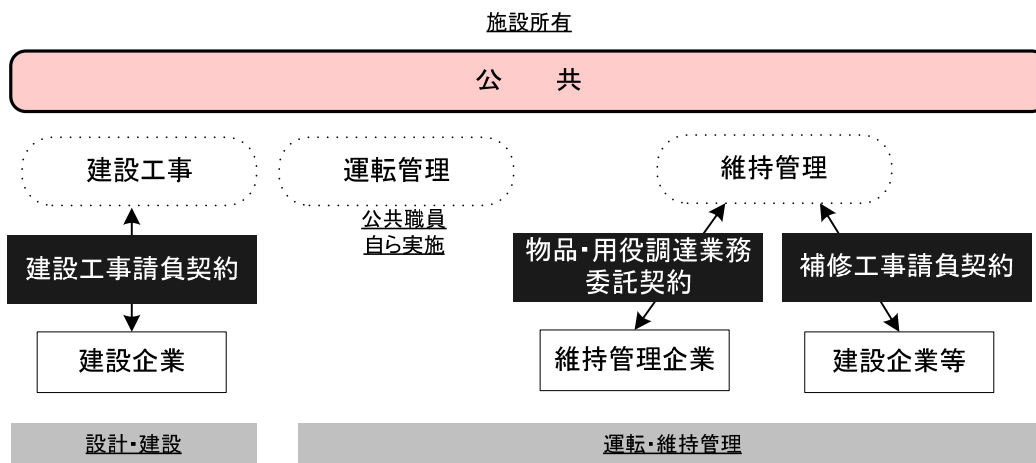 施設所有
公　　共
建設工事
運転管理
維持管理
公共職員
自ら実施
建設工事請負契約
物品・用役調達業務
委託契約
補修工事請負契約
建設企業
維持管理企業
建設企業等
設計・建設
運転・維持管理